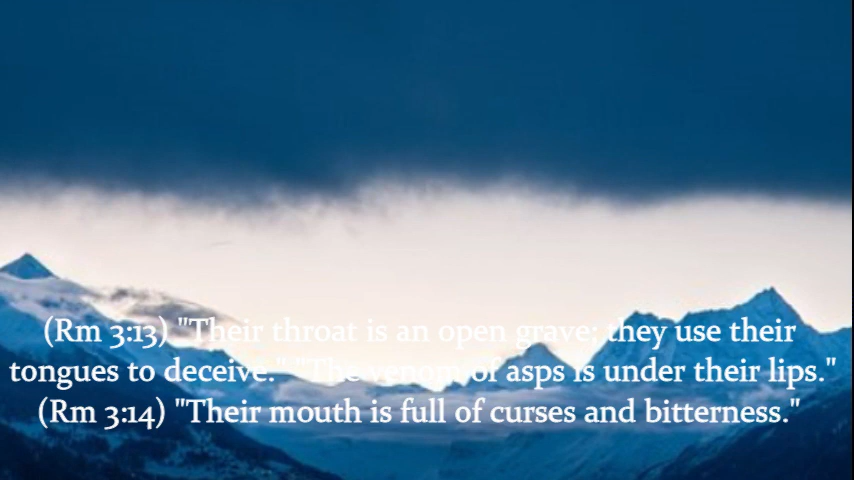 (Rm 3:13) "Their throat is an open grave; they use their
tongues to deceive." "The venom of asps is under their lips."
(Rm 3:14) "Their mouth is full of curses and bitterness."